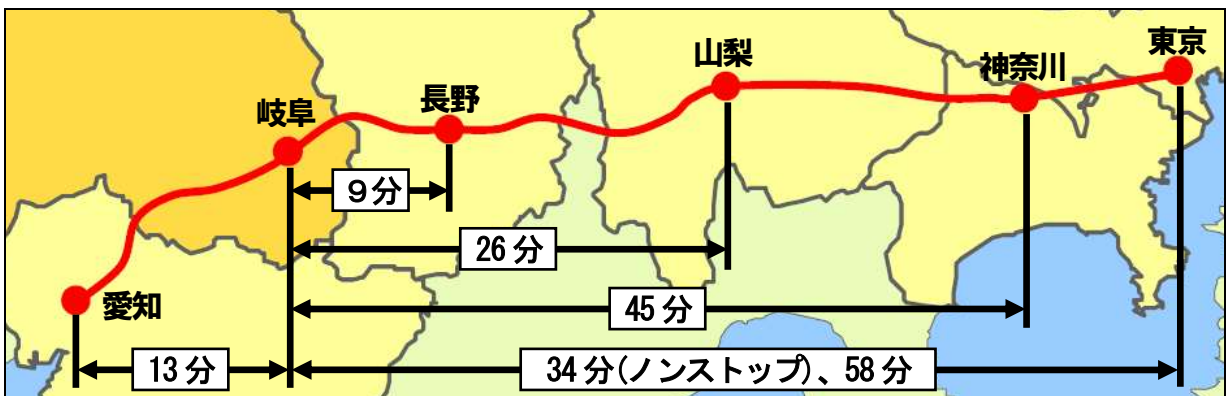 東京
山梨
神奈川
長野
岐阜
9分
26分
愛知
45分
13分
34分(ノンストップ)、58分